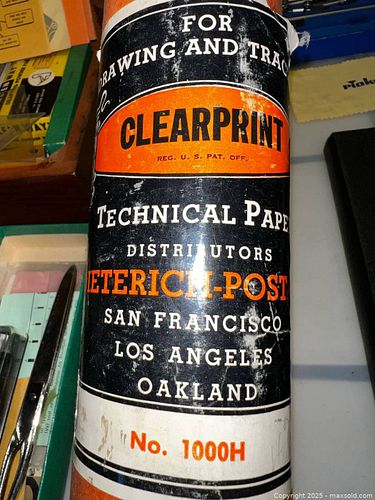 FOR
DRAWING AND TRAC
CLEARPRINT
REG. U. S. PAT. OFF.
TECHNICAL PAPE
DISTRIBUTORS
IETERICH-POST
SAN FRANCISCO
LOS ANGELES
OAKLAND
No. 1000H
Copyright 2025 - maxsold.com